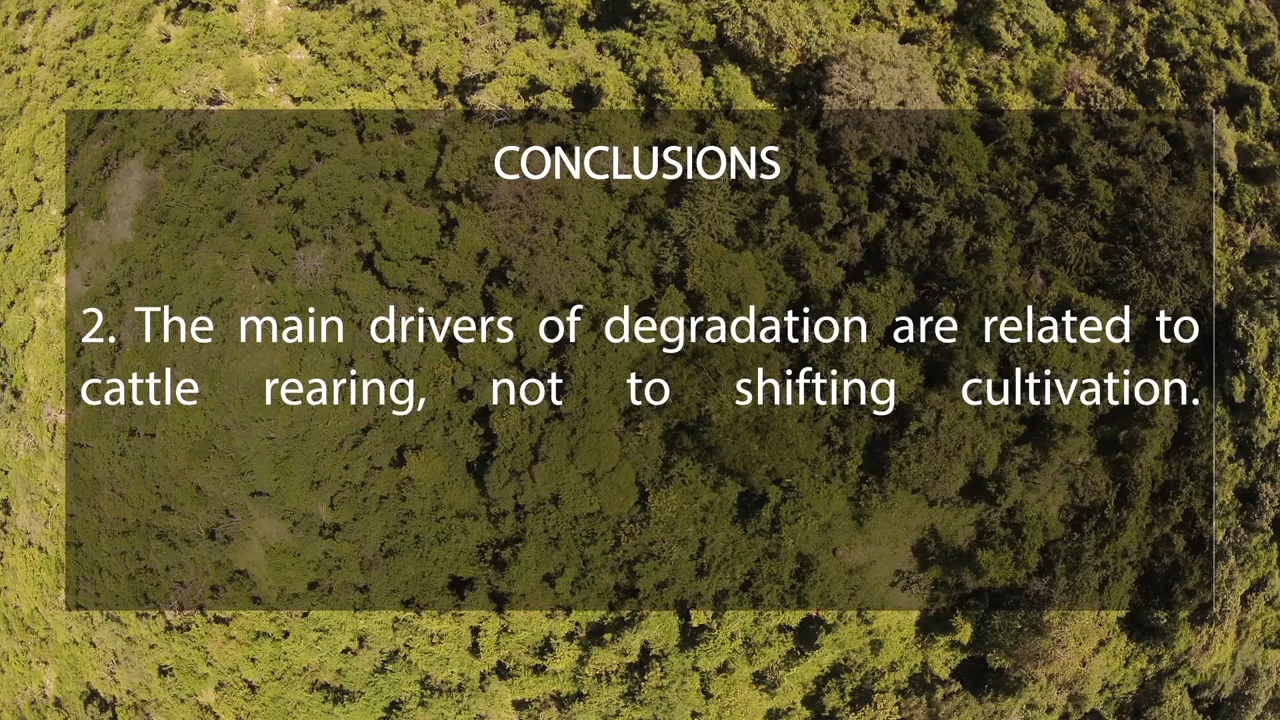 CONCLUSIONS
2. The main drivers of degradation are related to
cattle rearing, not to shifting cultivation.